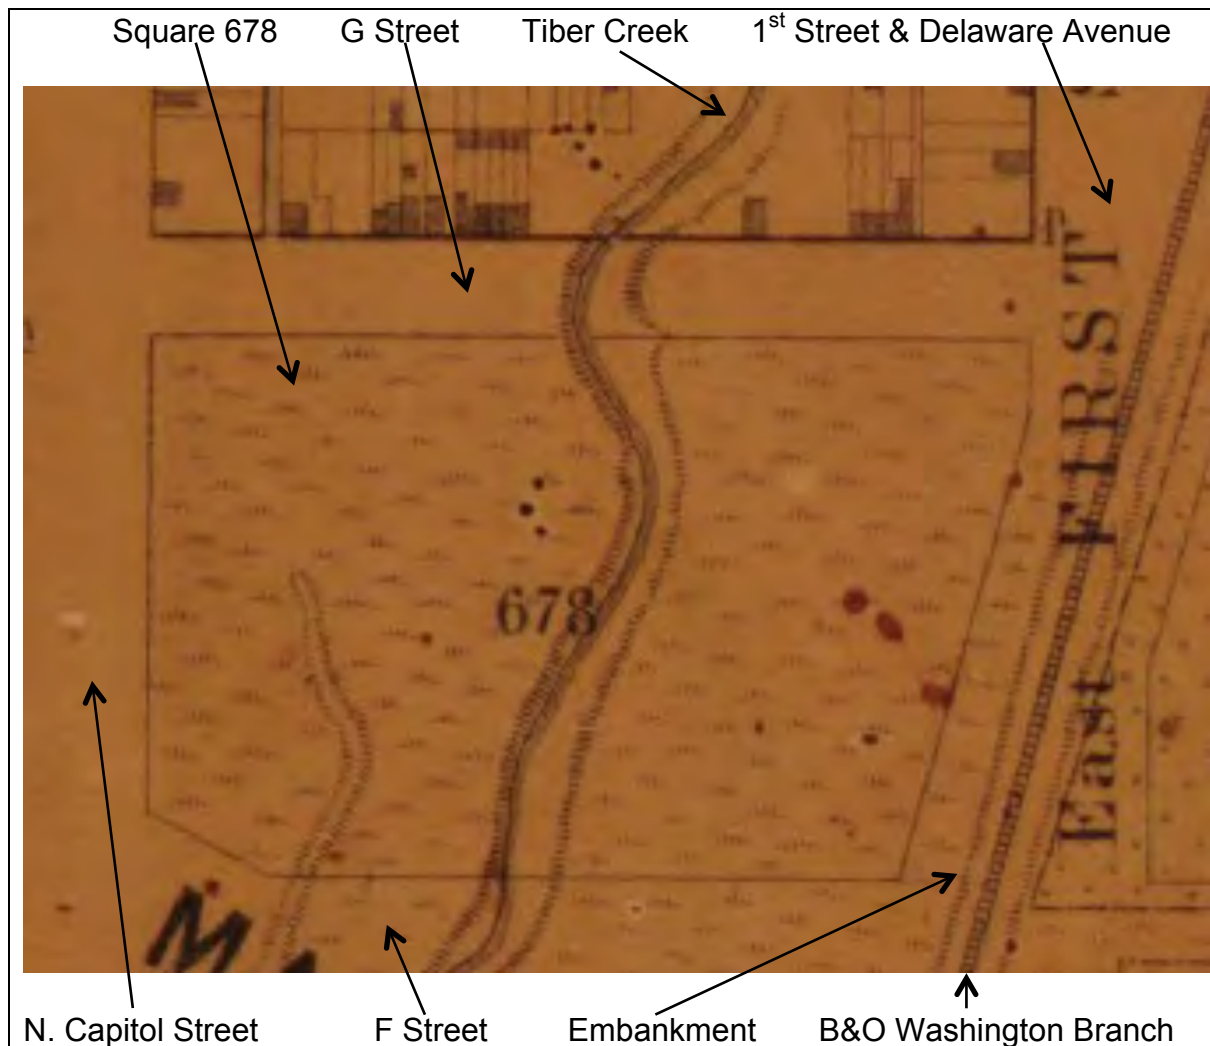 Square 678 G Street Tiber Creek 1st Street & Delaware Avenue
678
East FIRST
N. Capitol Street F Street Embankment B&O Washington Branch